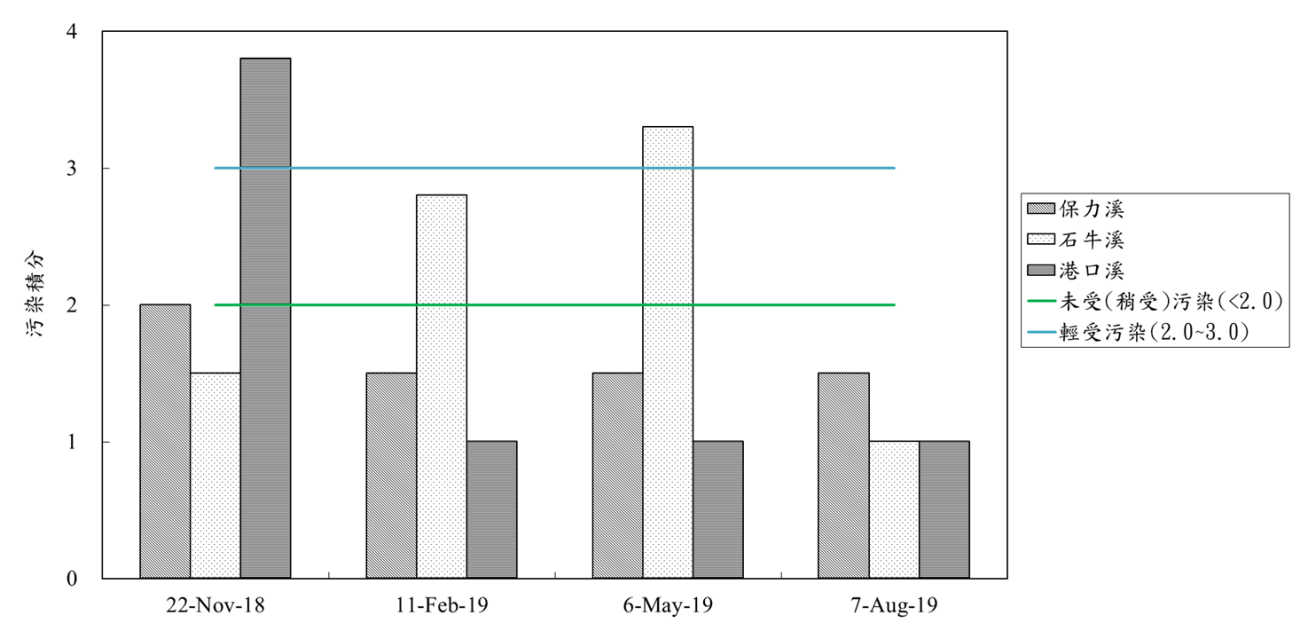 4
3
2
1
0
污染積分
22-Nov-18
11-Feb-19
6-May-19
7-Aug-19
保力溪
石牛溪
港口溪
未受(稍受)污染(<2.0)
輕受污染(2.0~3.0)